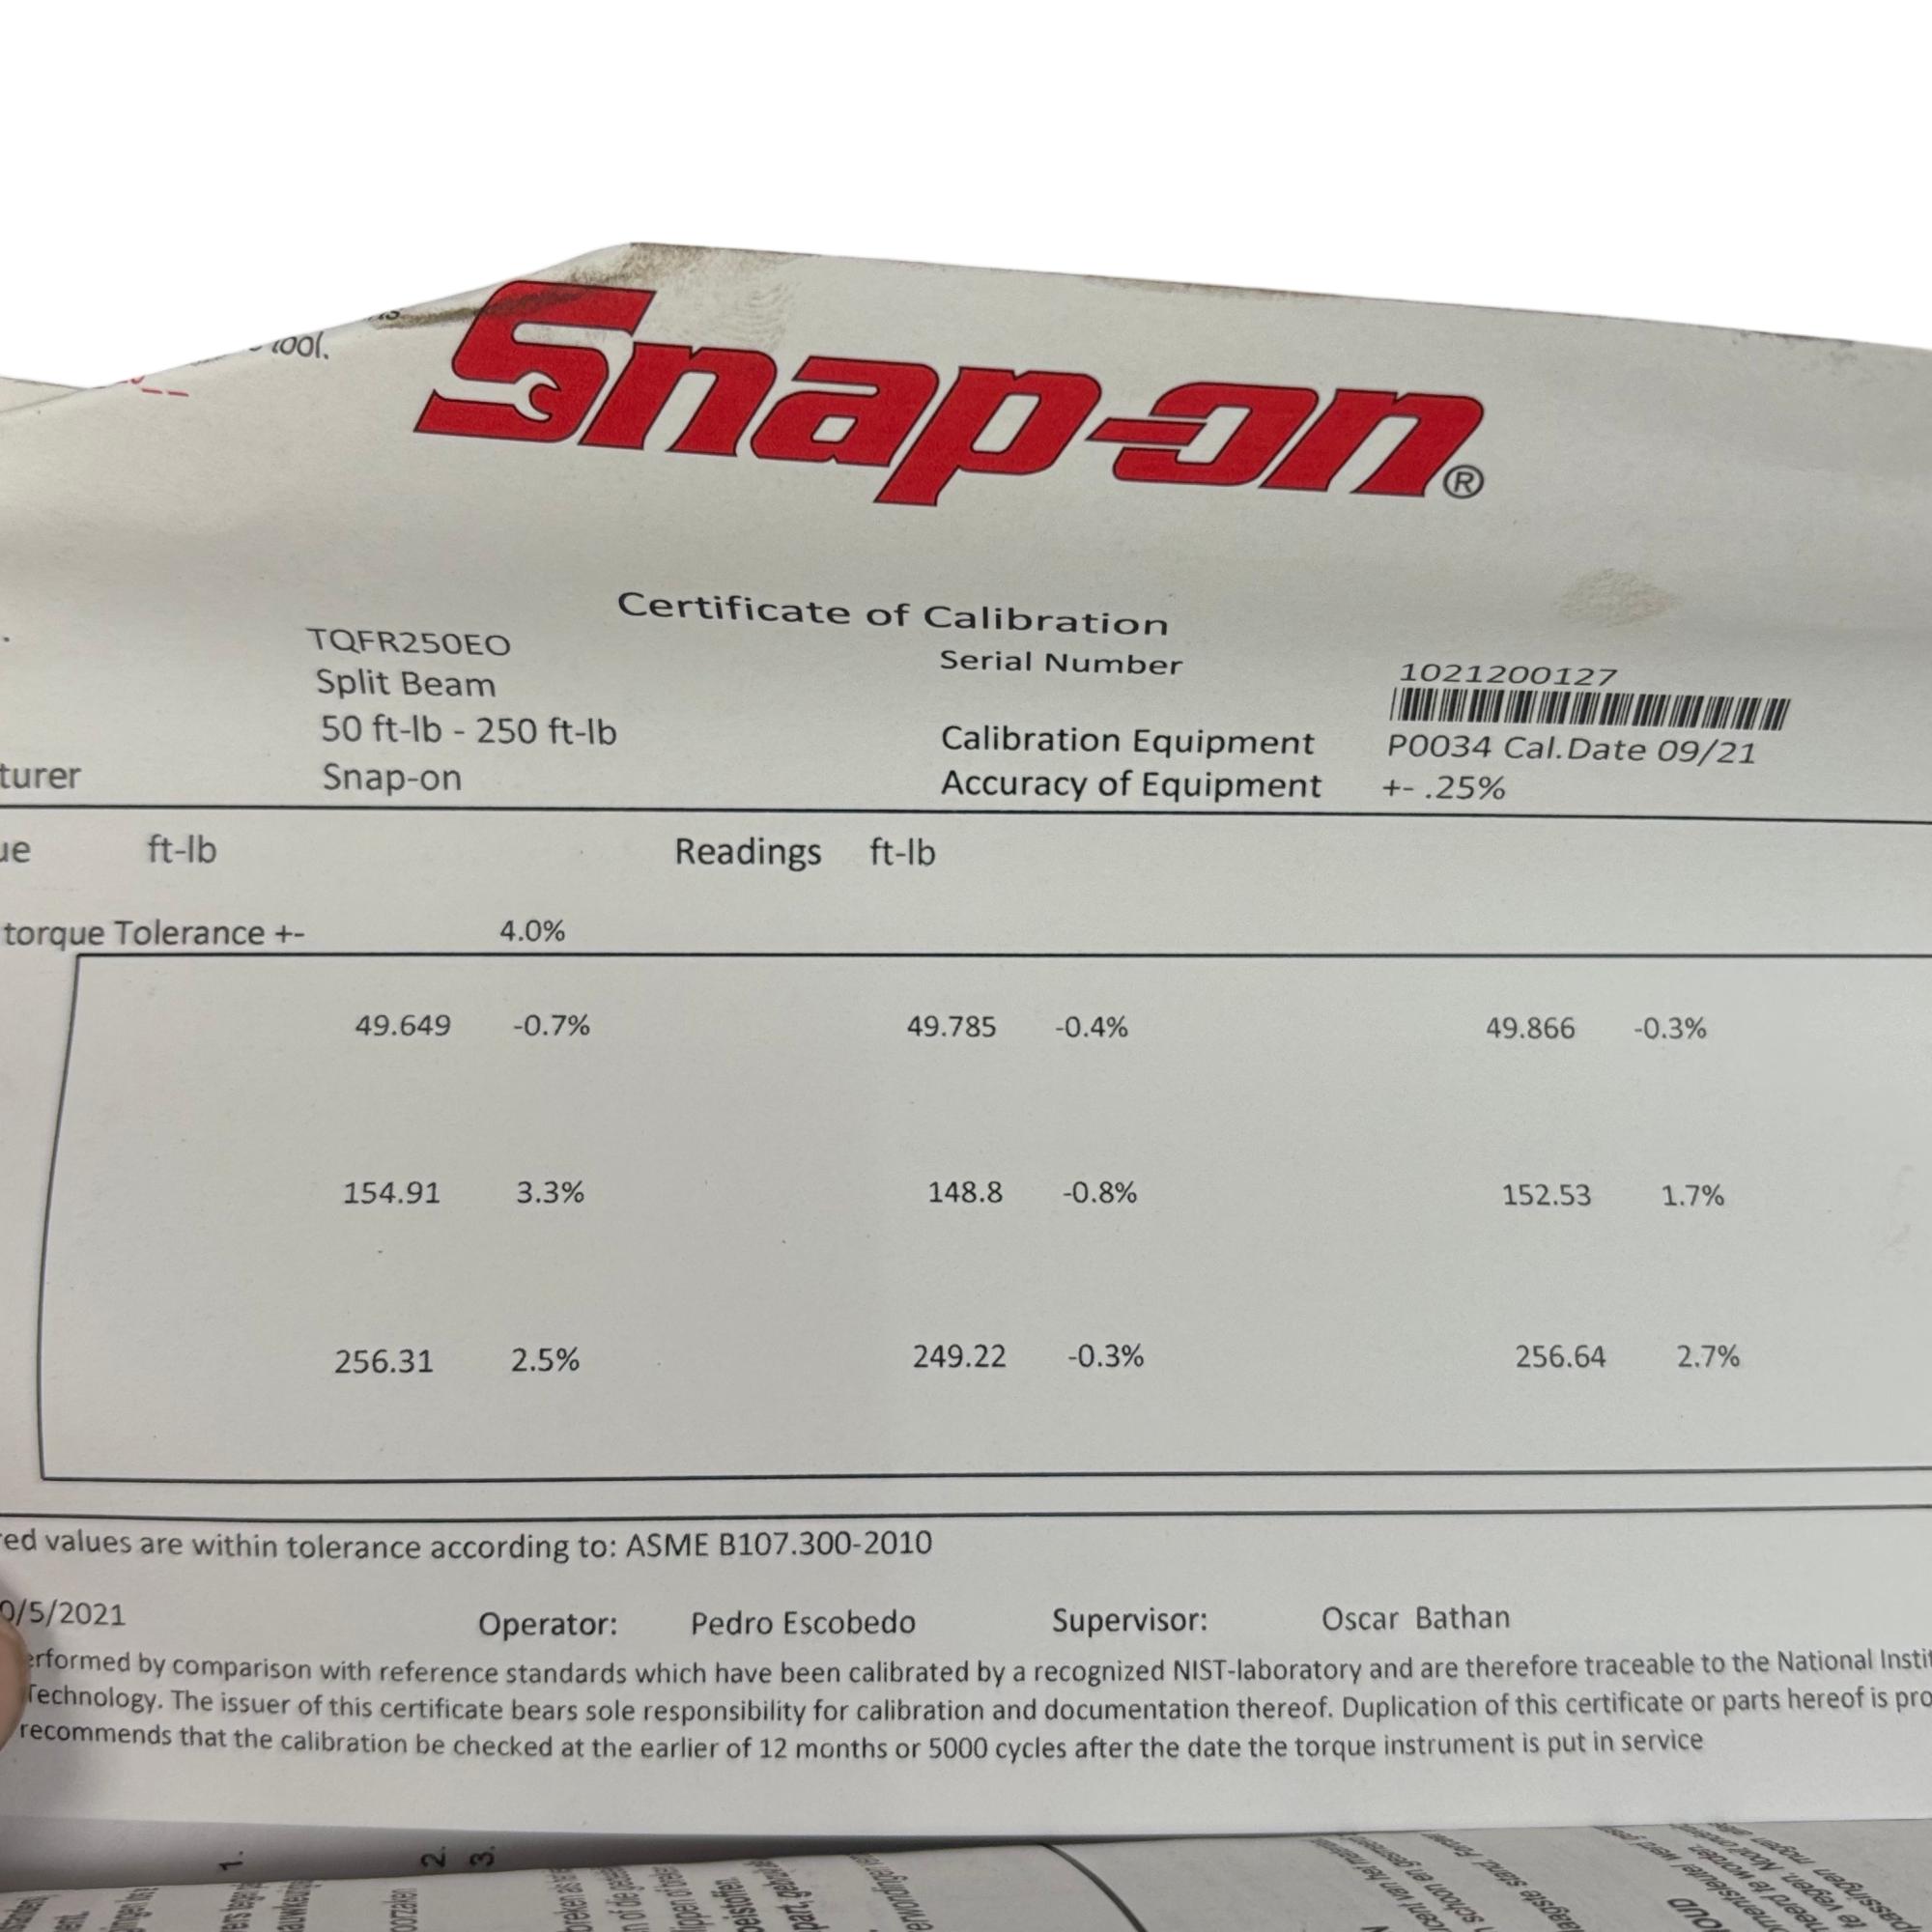 tool.
Snap-on®
Certificate of Calibration
TQFR250EO
Serial Number 1021200127
Split Beam
50 ft-lb - 250 ft-lb
Calibration Equipment P0034 Cal.Date 09/21
turer Snap-on
Accuracy of Equipment +- .25%
ue ft-lb Readings ft-lb
torque Tolerance +- 4.0%
49.649 -0.7% 49.785 -0.4% 49.866 -0.3%
154.91 3.3% 148.8 -0.8% 152.53 1.7%
256.31 2.5% 249.22 -0.3% 256.64 2.7%
red values are within tolerance according to: ASME B107.300-2010
0/5/2021 Operator: Pedro Escobedo Supervisor: Oscar Bathan
erformed by comparison with reference standards which have been calibrated by a recognized NIST-laboratory and are therefore traceable to the National Instit
Technology. The issuer of this certificate bears sole responsibility for calibration and documentation thereof. Duplication of this certificate or parts hereof is pro
recommends that the calibration be checked at the earlier of 12 months or 5000 cycles after the date the torque instrument is put in service
1.
2.
3.